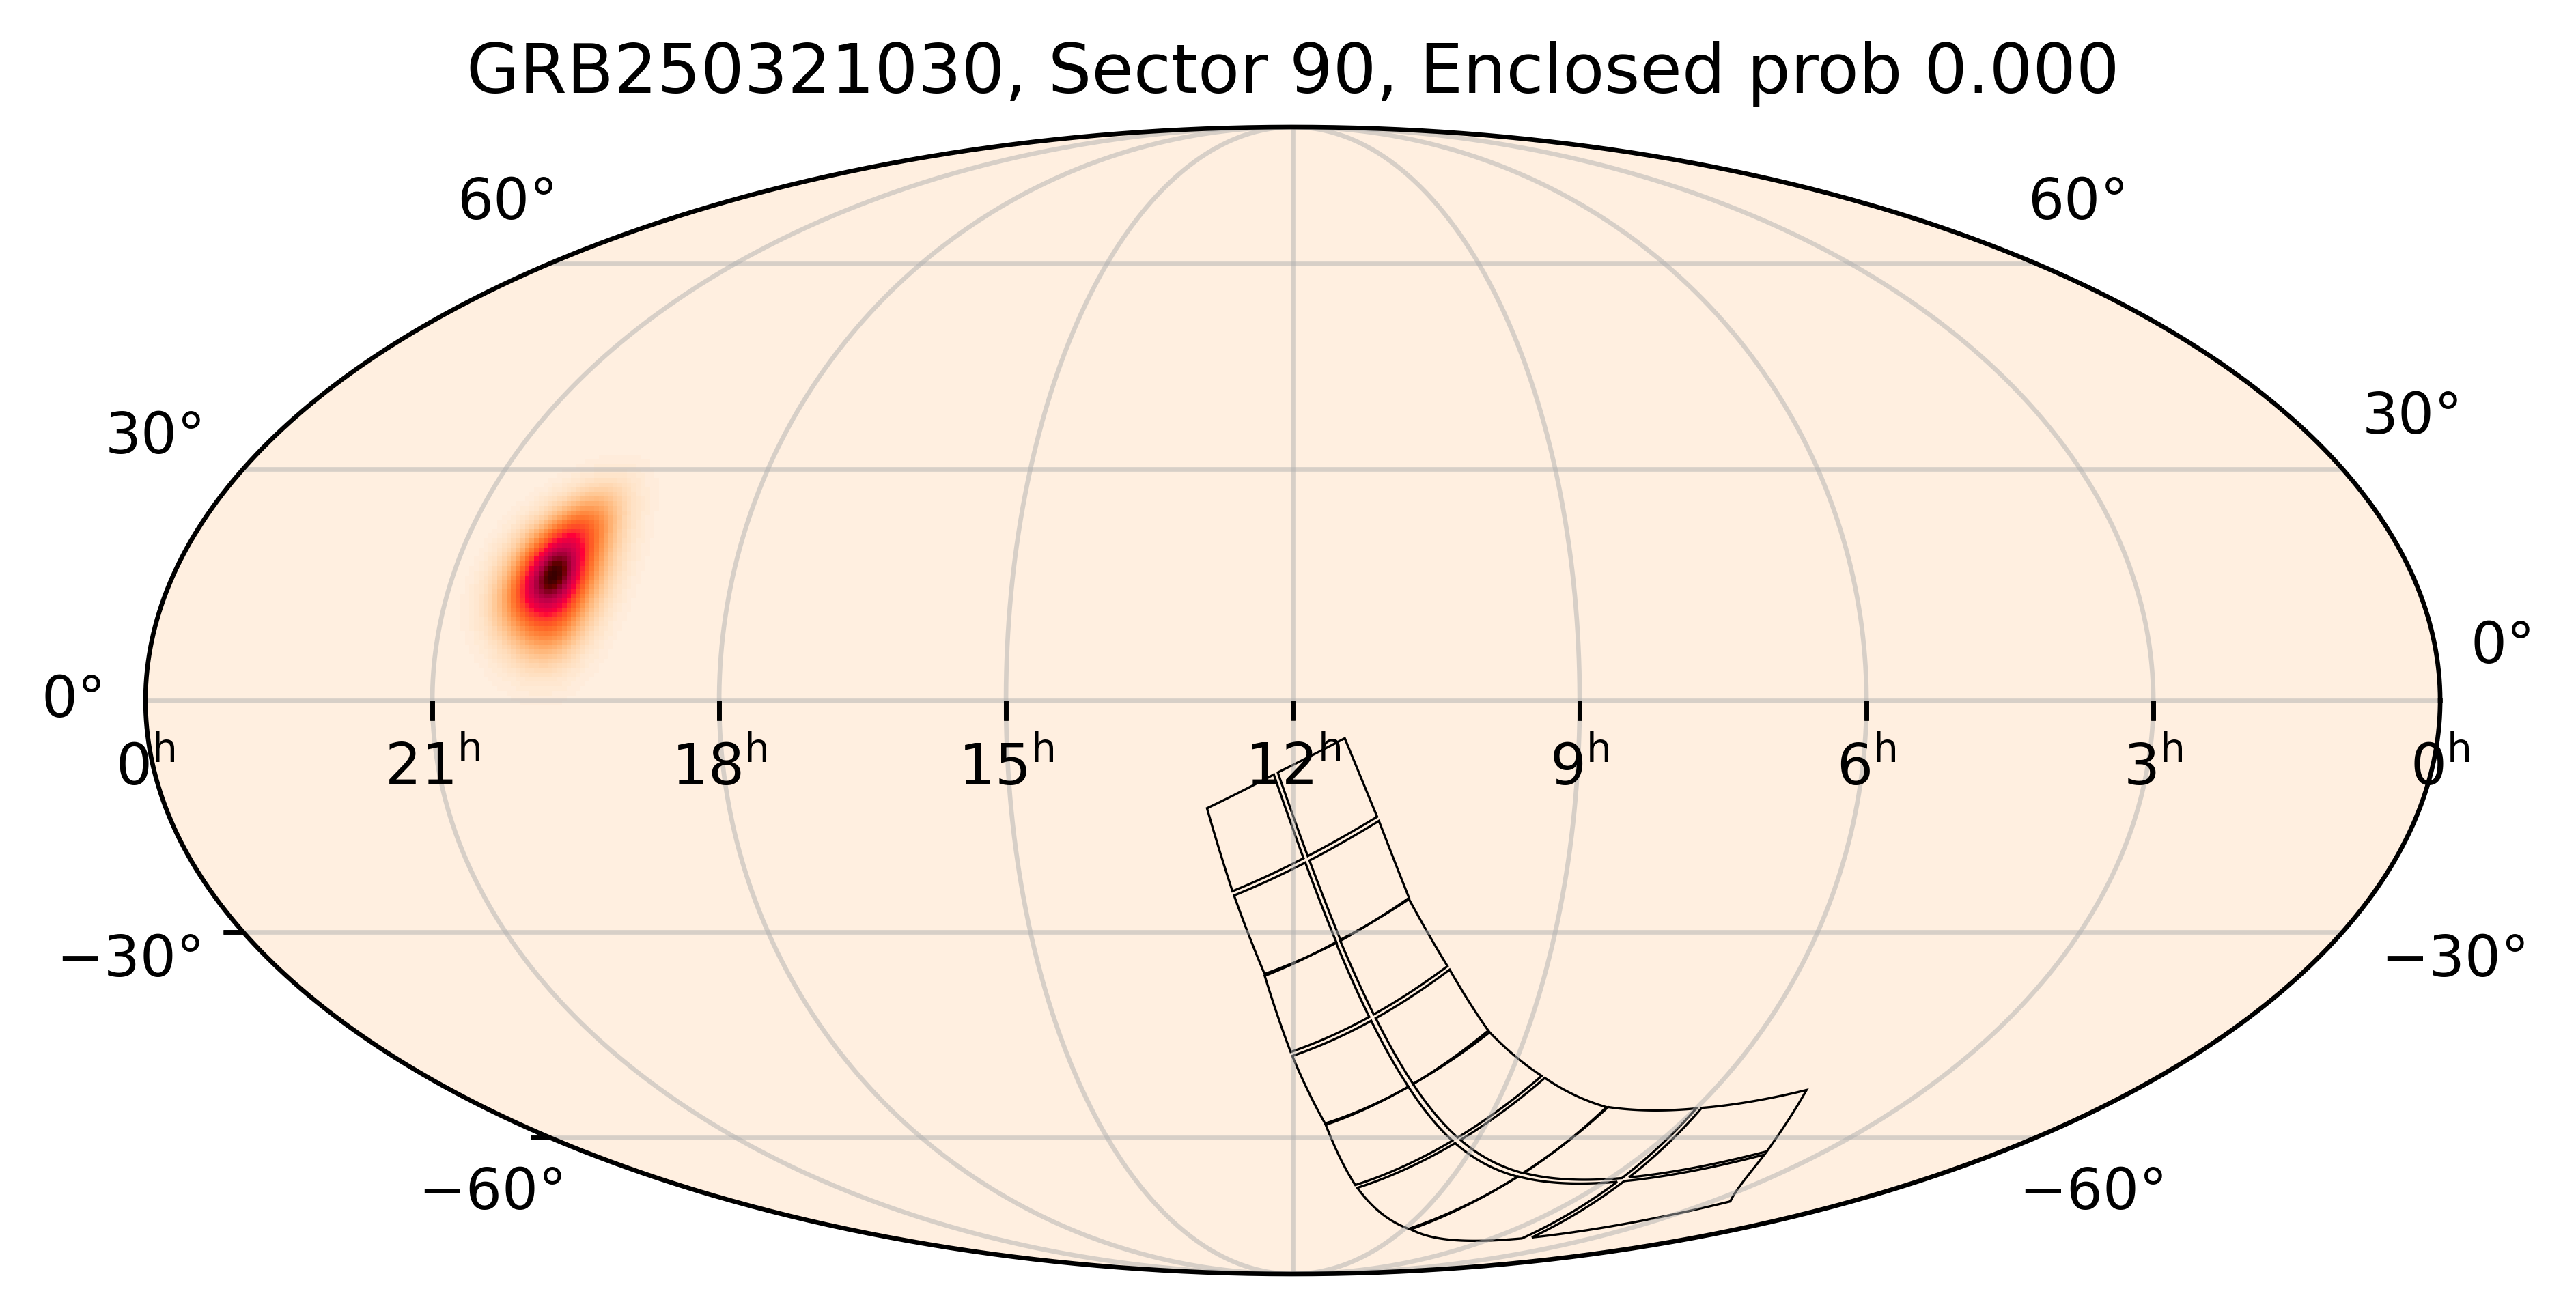 GRB250321030, Sector 90, Enclosed prob 0.000
60° 60°
30° 30°
0° 0°
0ʰ 21ʰ 18ʰ 15ʰ 12ʰ 9ʰ 6ʰ 3ʰ 0ʰ
−30° −30°
−60° −60°